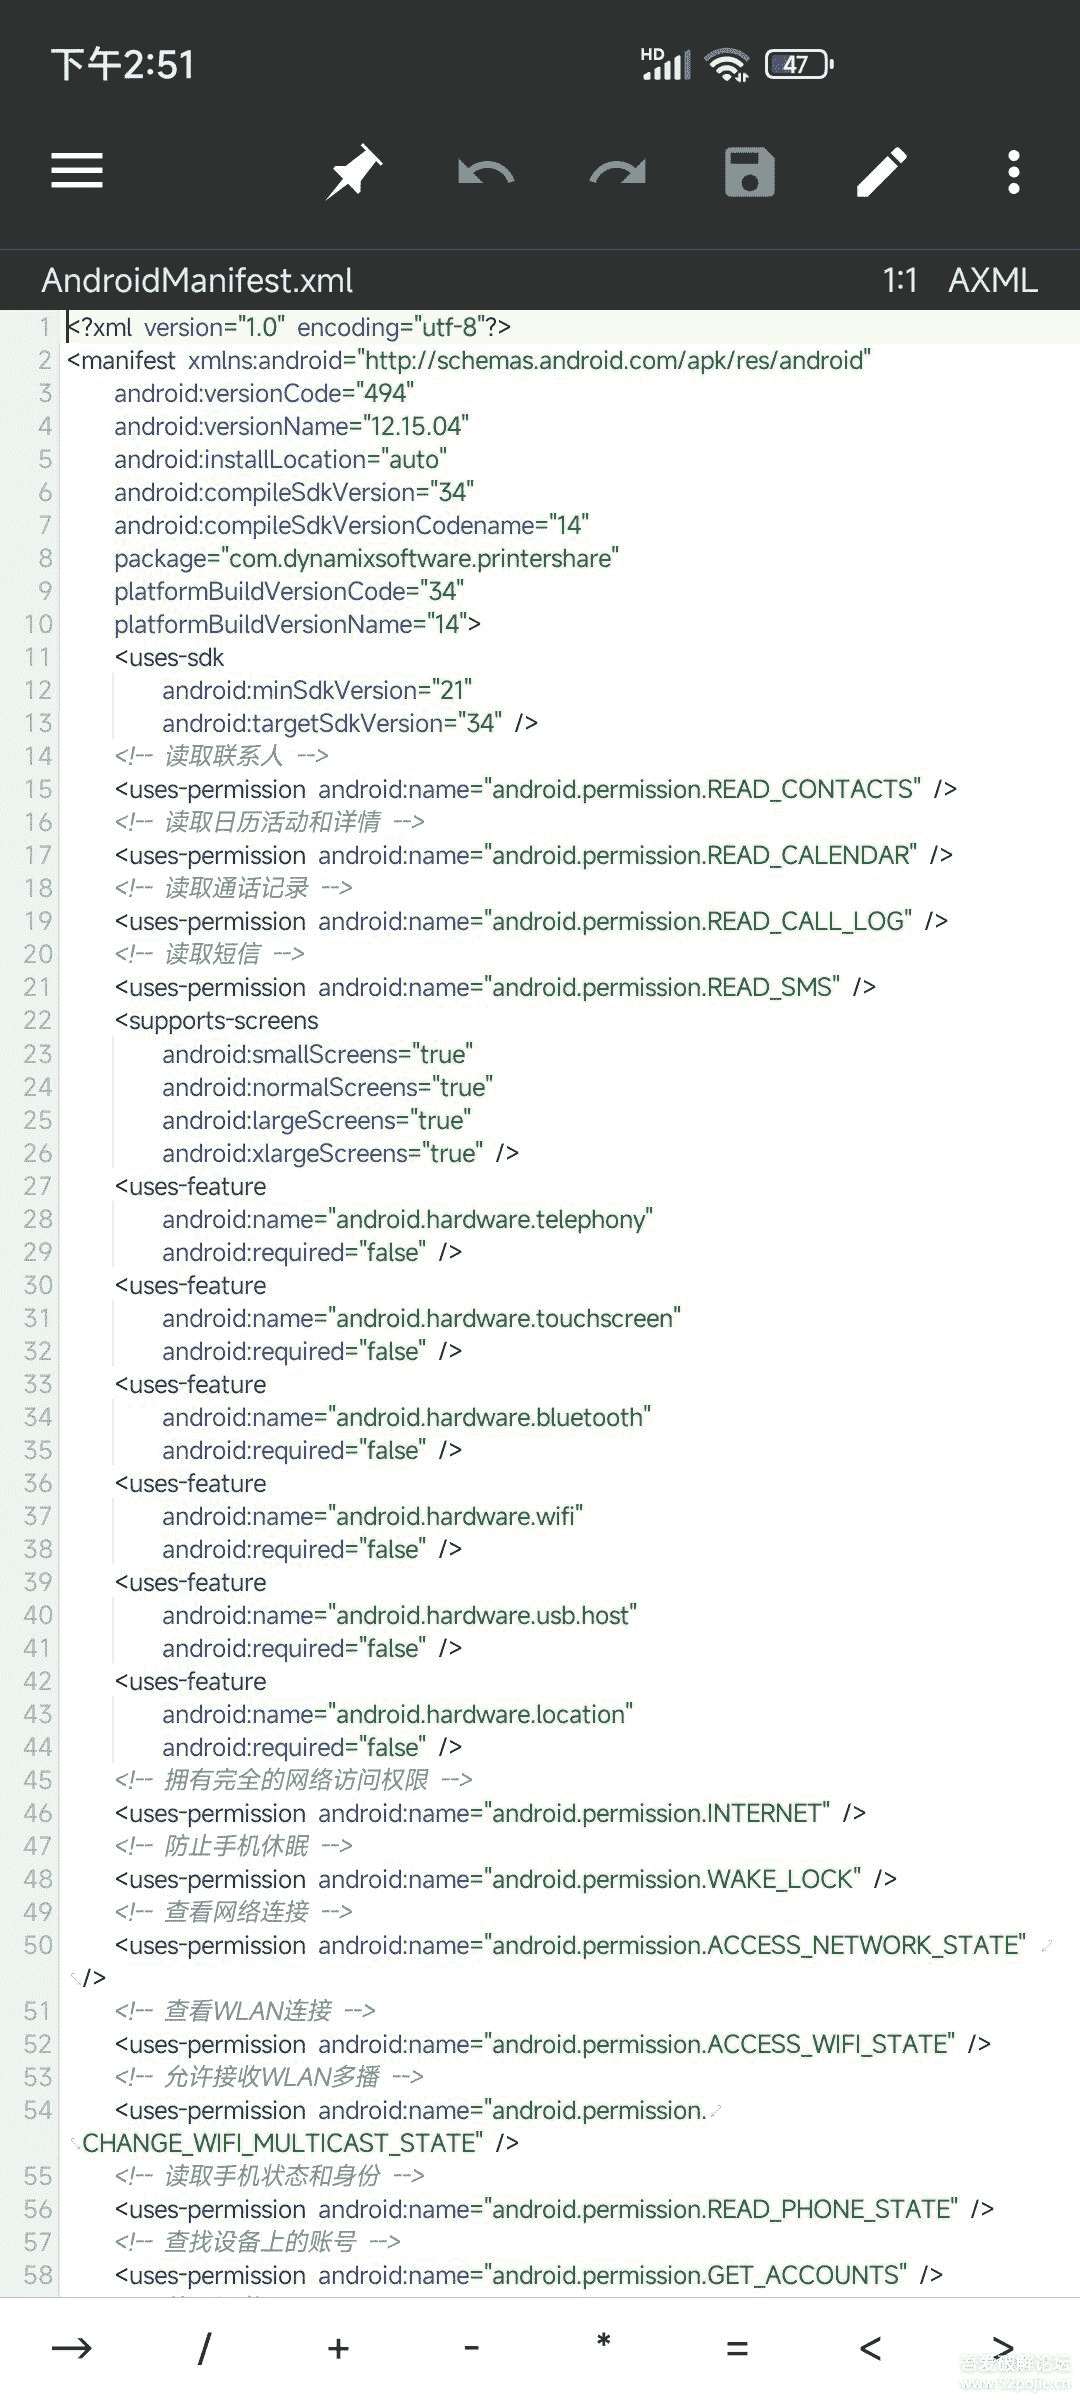 下午2:51
HD
47
AndroidManifest.xml 1:1 AXML
1 <?xml version="1.0" encoding="utf-8"?>
2 <manifest xmlns:android="http://schemas.android.com/apk/res/android"
3 android:versionCode="494"
4 android:versionName="12.15.04"
5 android:installLocation="auto"
6 android:compileSdkVersion="34"
7 android:compileSdkVersionCodename="14"
8 package="com.dynamixsoftware.printershare"
9 platformBuildVersionCode="34"
10 platformBuildVersionName="14">
11 <uses-sdk
12 android:minSdkVersion="21"
13 android:targetSdkVersion="34" />
14 <!-- 读取联系人 -->
15 <uses-permission android:name="android.permission.READ_CONTACTS" />
16 <!-- 读取日历活动和详情 -->
17 <uses-permission android:name="android.permission.READ_CALENDAR" />
18 <!-- 读取通话记录 -->
19 <uses-permission android:name="android.permission.READ_CALL_LOG" />
20 <!-- 读取短信 -->
21 <uses-permission android:name="android.permission.READ_SMS" />
22 <supports-screens
23 android:smallScreens="true"
24 android:normalScreens="true"
25 android:largeScreens="true"
26 android:xlargeScreens="true" />
27 <uses-feature
28 android:name="android.hardware.telephony"
29 android:required="false" />
30 <uses-feature
31 android:name="android.hardware.touchscreen"
32 android:required="false" />
33 <uses-feature
34 android:name="android.hardware.bluetooth"
35 android:required="false" />
36 <uses-feature
37 android:name="android.hardware.wifi"
38 android:required="false" />
39 <uses-feature
40 android:name="android.hardware.usb.host"
41 android:required="false" />
42 <uses-feature
43 android:name="android.hardware.location"
44 android:required="false" />
45 <!-- 拥有完全的网络访问权限 -->
46 <uses-permission android:name="android.permission.INTERNET" />
47 <!-- 防止手机休眠 -->
48 <uses-permission android:name="android.permission.WAKE_LOCK" />
49 <!-- 查看网络连接 -->
50 <uses-permission android:name="android.permission.ACCESS_NETWORK_STATE"
/>
51 <!-- 查看WLAN连接 -->
52 <uses-permission android:name="android.permission.ACCESS_WIFI_STATE" />
53 <!-- 允许接收WLAN多播 -->
54 <uses-permission android:name="android.permission.
CHANGE_WIFI_MULTICAST_STATE" />
55 <!-- 读取手机状态和身份 -->
56 <uses-permission android:name="android.permission.READ_PHONE_STATE" />
57 <!-- 查找设备上的账号 -->
58 <uses-permission android:name="android.permission.GET_ACCOUNTS" />
→ / + - * = < >
吾爱破解论坛
www.52pojie.cn